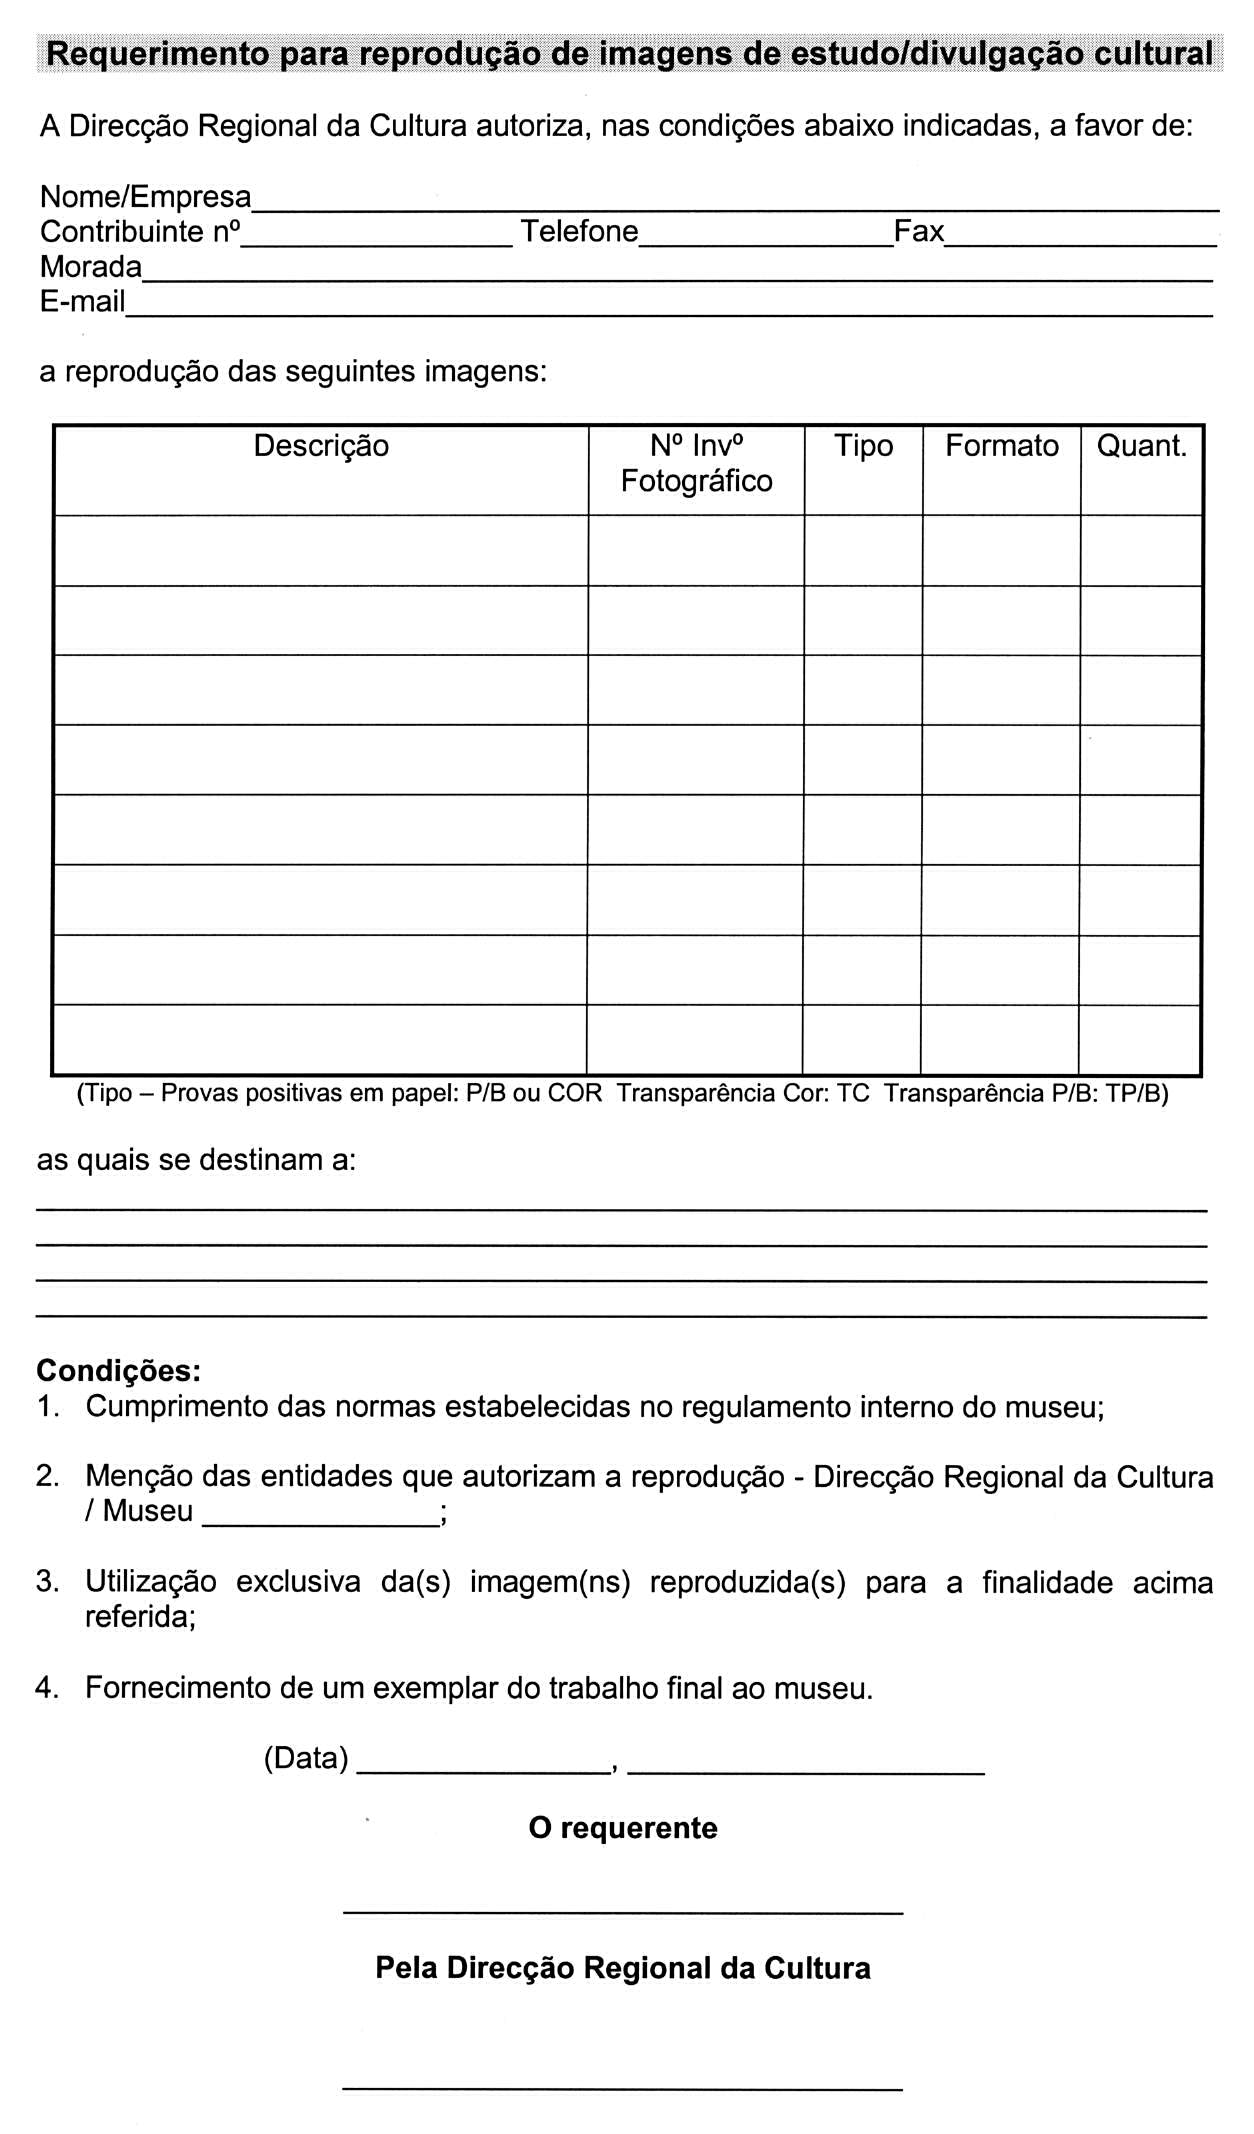 Requerimento para reprodução de imagens de estudo/divulgação cultural
A Direcção Regional da Cultura autoriza, nas condições abaixo indicadas, a favor de:
Nome/Empresa
Contribuinte nº Telefone Fax
Morada
E-mail
a reprodução das seguintes imagens:
Descrição Nº Invº Fotográfico Tipo Formato Quant.
(Tipo – Provas positivas em papel: P/B ou COR Transparência Cor: TC Transparência P/B: TP/B)
as quais se destinam a:
Condições:
1. Cumprimento das normas estabelecidas no regulamento interno do museu;
2. Menção das entidades que autorizam a reprodução - Direcção Regional da Cultura
/ Museu ;
3. Utilização exclusiva da(s) imagem(ns) reproduzida(s) para a finalidade acima
referida;
4. Fornecimento de um exemplar do trabalho final ao museu.
(Data) ,
O requerente
Pela Direcção Regional da Cultura